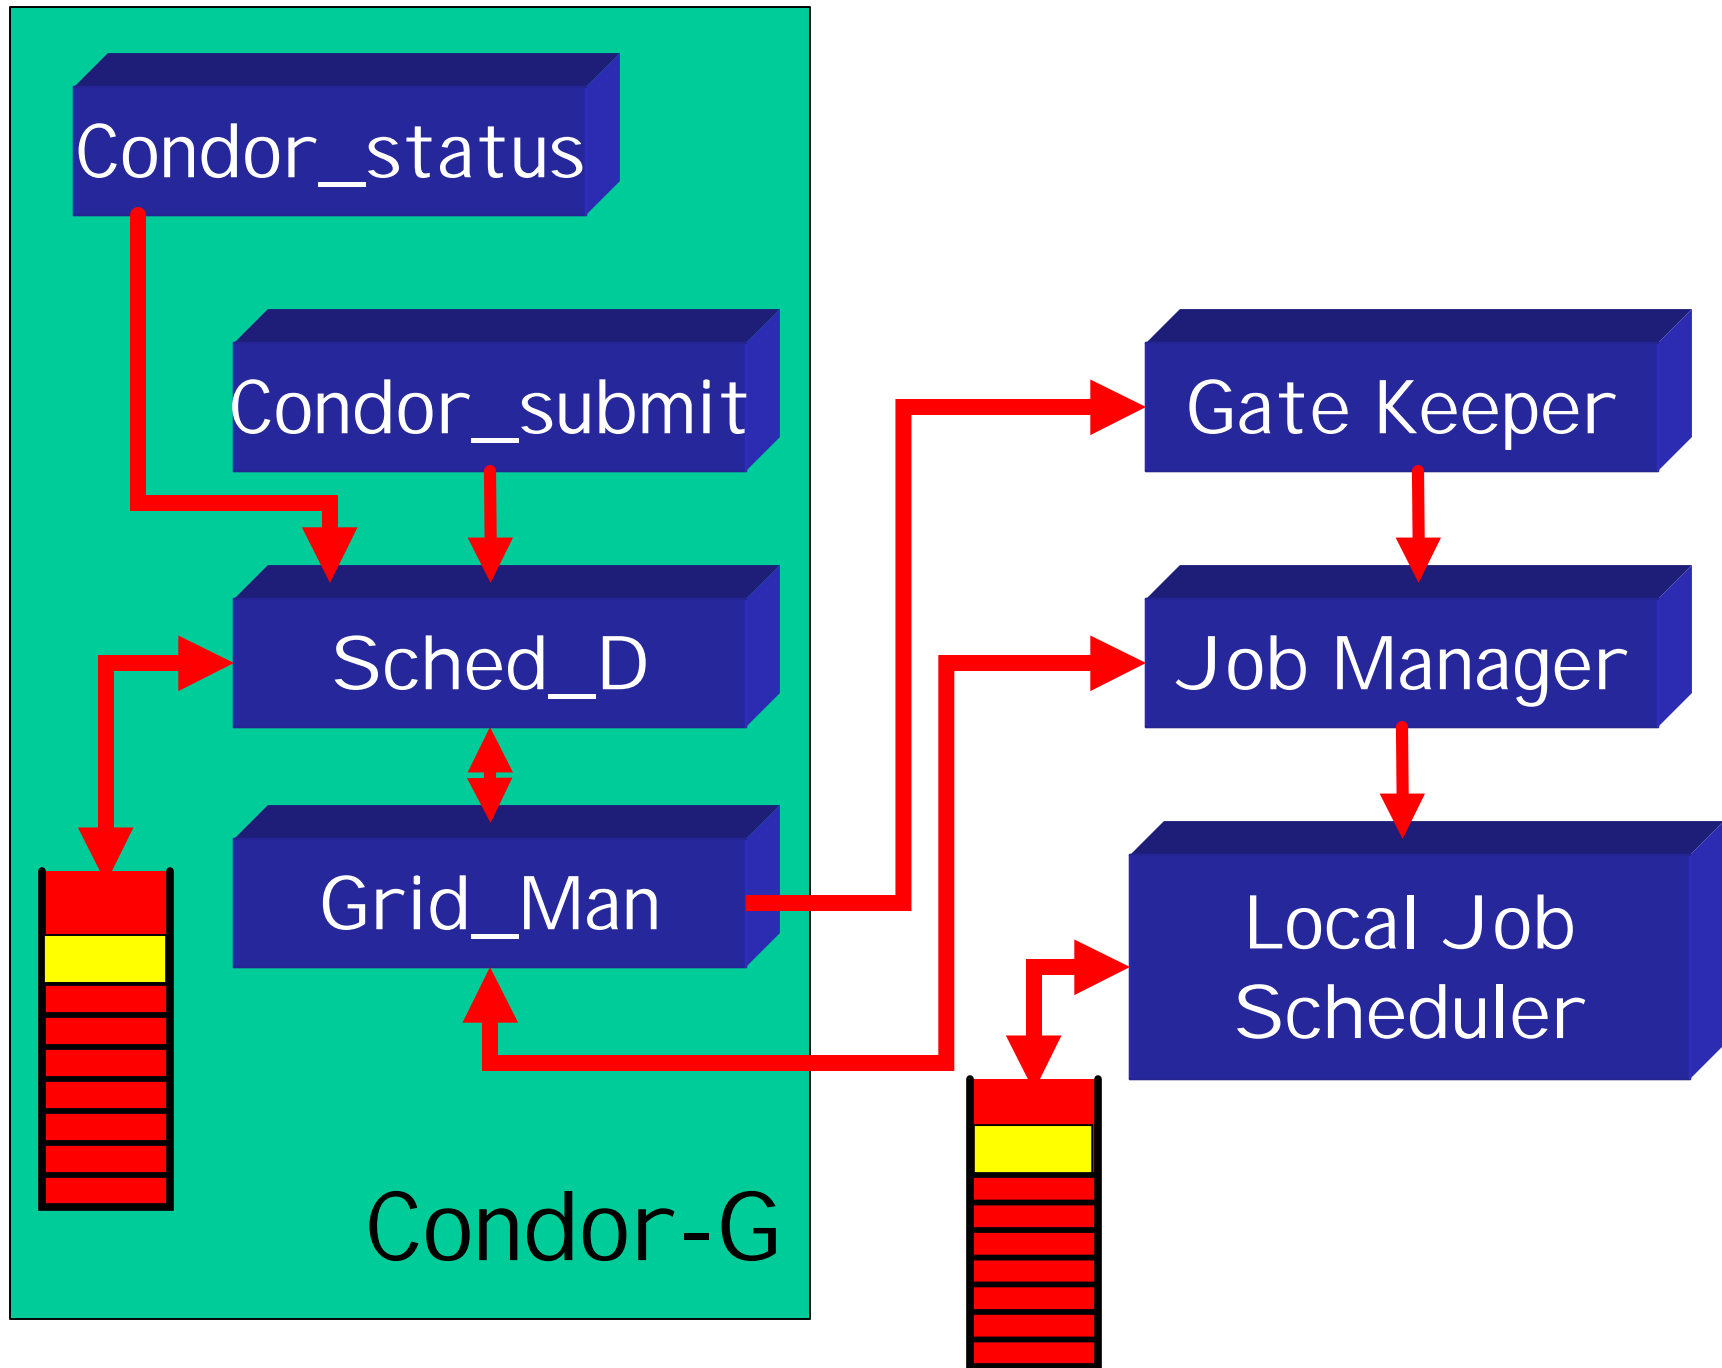 Condor_status
Condor_submit
Sched_D
Grid_Man
Condor-G
Gate Keeper
Job Manager
Local Job
Scheduler